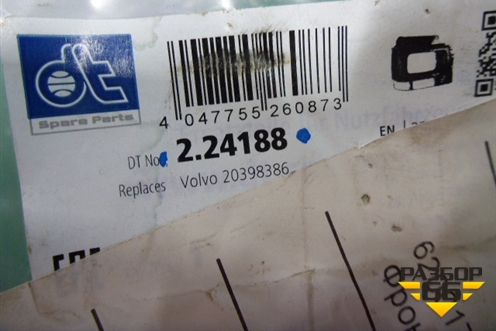 dt
Spare Parts
4 047755 260873
DT No. 2.24188
EN
Replaces Volvo 20398386
РАЗБОР
66